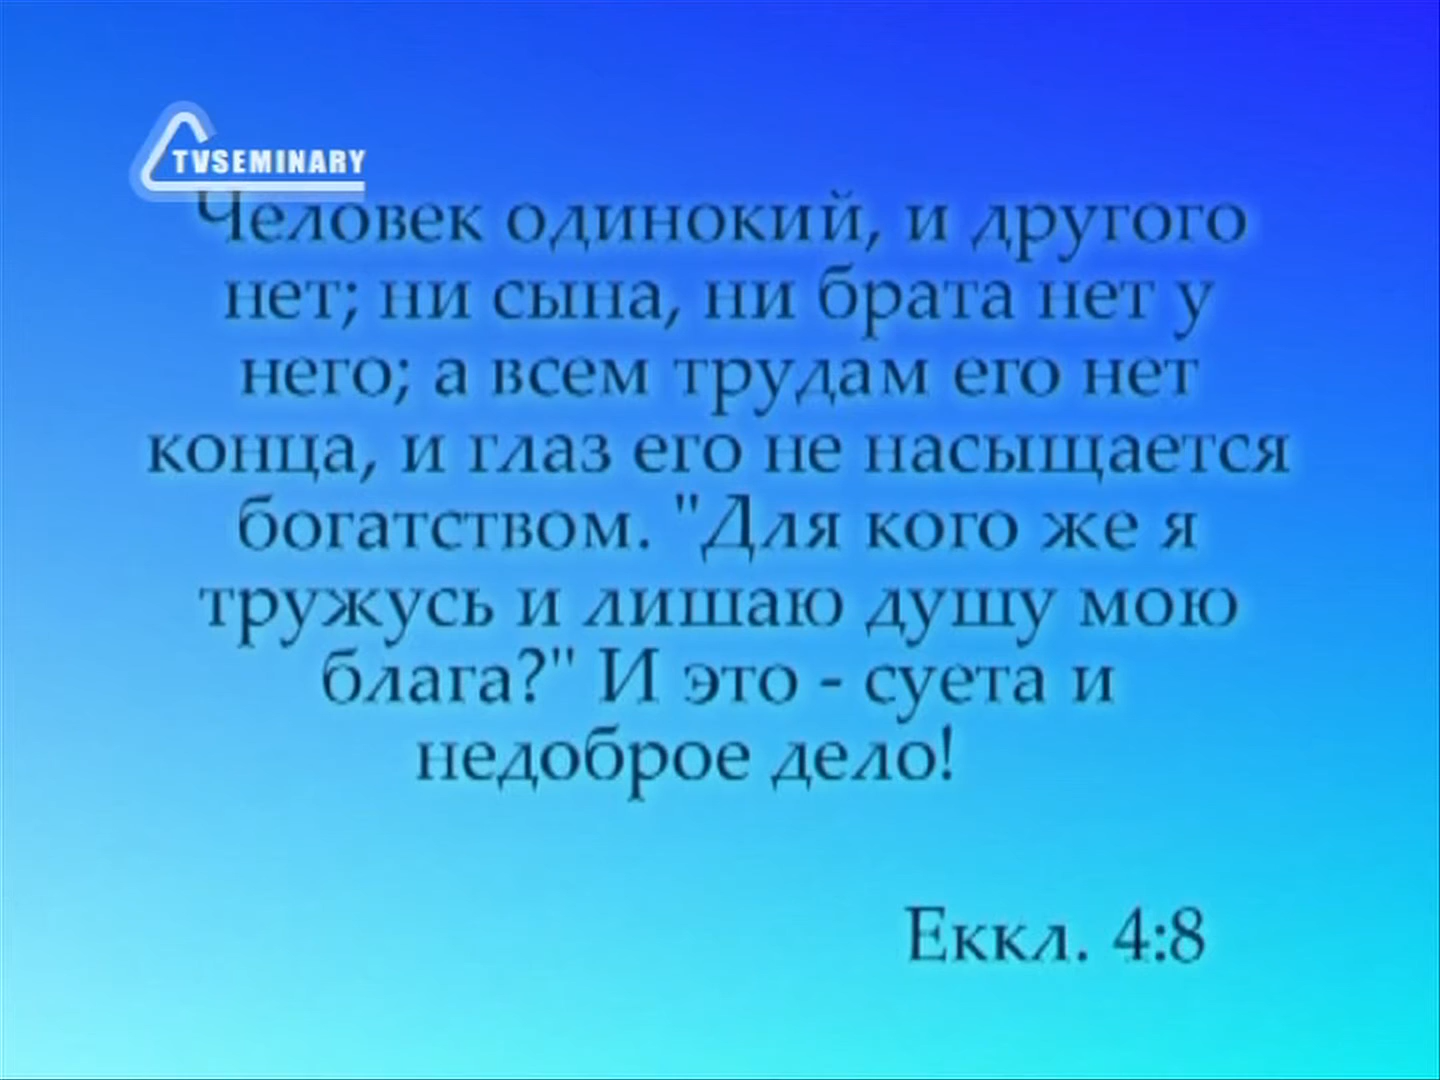 TVSEMINARY
Человек одинокий, и другого
нет; ни сына, ни брата нет у
него; а всем трудам его нет
конца, и глаз его не насыщается
богатством. "Для кого же я
тружусь и лишаю душу мою
блага?" И это - суета и
недоброе дело!
Еккл. 4:8